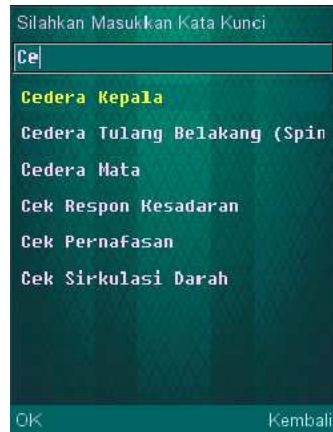 Silahkan Masukkan Kata Kunci
Ce
Cedera Kepala
Cedera Tulang Belakang (Spin
Cedera Mata
Cek Respon Kesadaran
Cek Pernafasan
Cek Sirkulasi Darah
OK Kembali